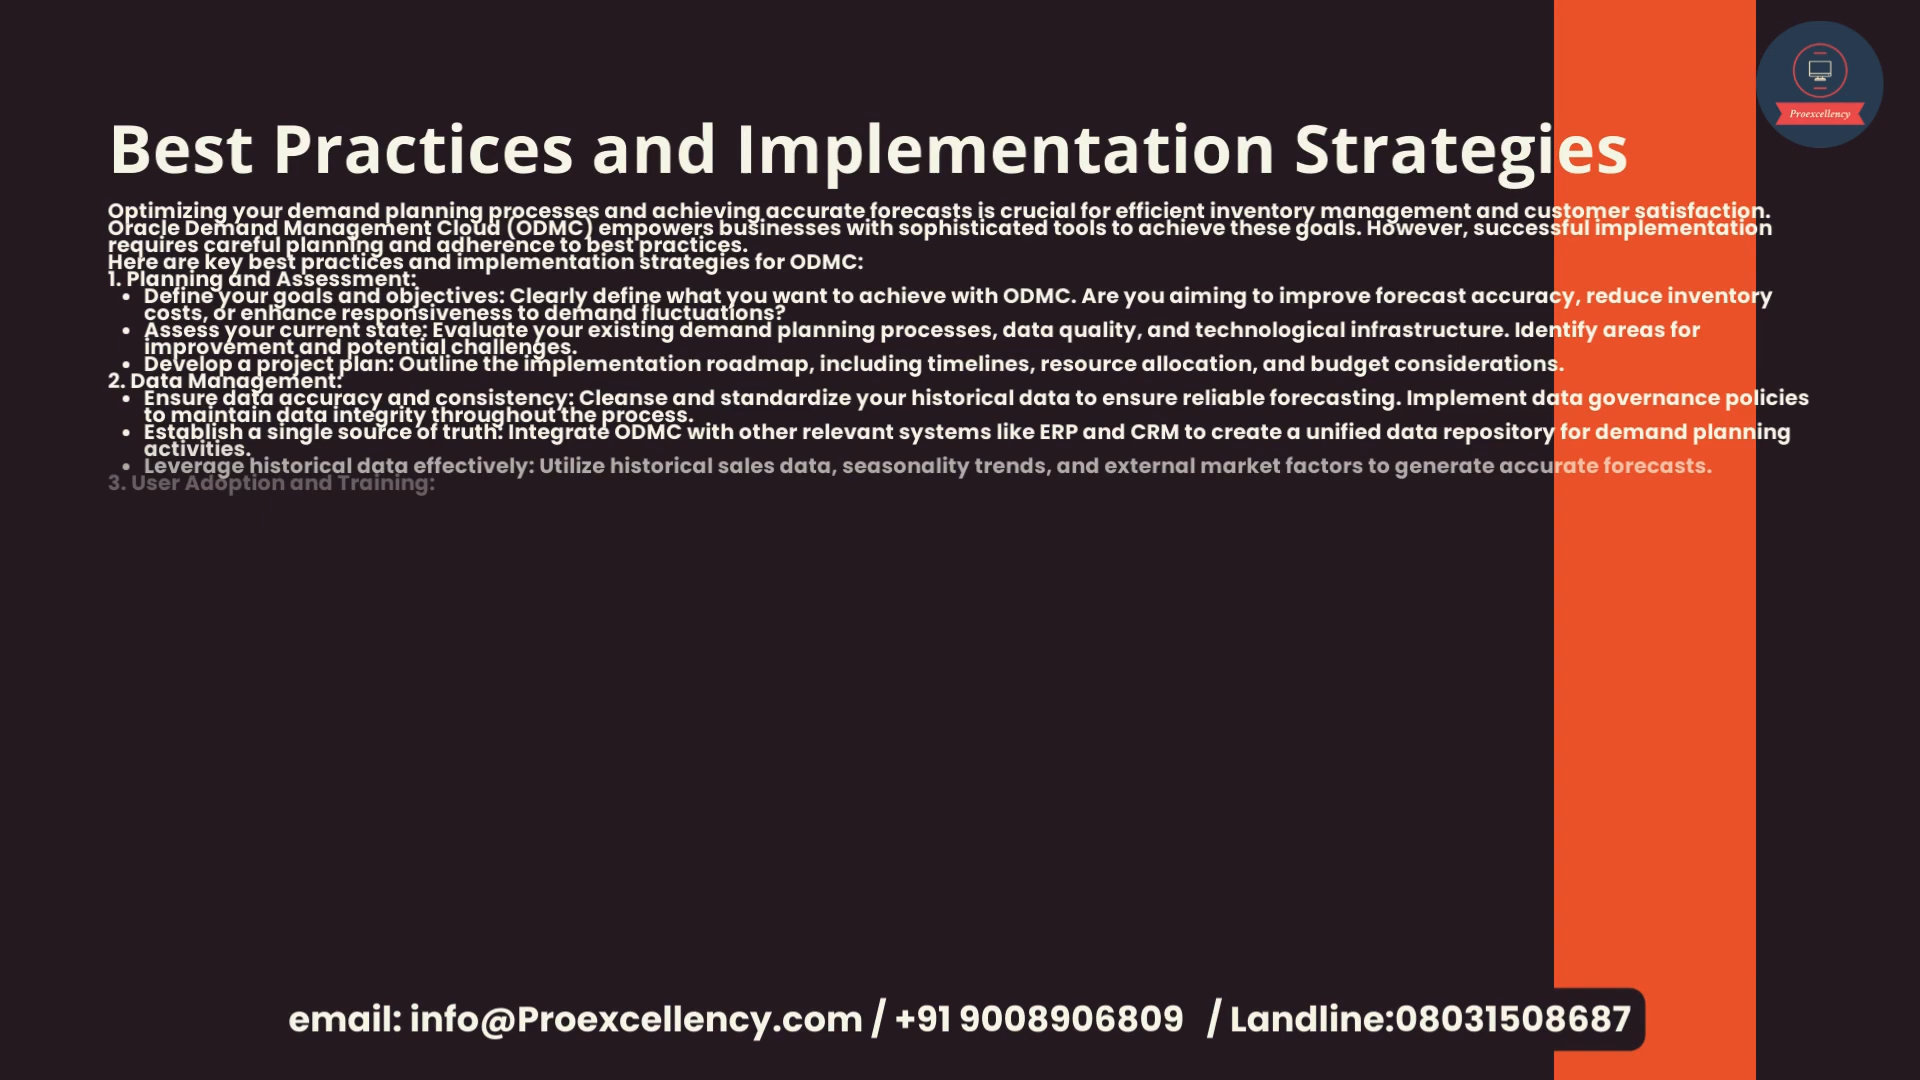 Proexcellency
Best Practices and Implementation Strategies
Optimizing your demand planning processes and achieving accurate forecasts is crucial for efficient inventory management and customer satisfaction.
Oracle Demand Management Cloud (ODMC) empowers businesses with sophisticated tools to achieve these goals. However, successful implementation
requires careful planning and adherence to best practices.
Here are key best practices and implementation strategies for ODMC:
1. Planning and Assessment:
• Define your goals and objectives: Clearly define what you want to achieve with ODMC. Are you aiming to improve forecast accuracy, reduce inventory
costs, or enhance responsiveness to demand fluctuations?
• Assess your current state: Evaluate your existing demand planning processes, data quality, and technological infrastructure. Identify areas for
improvement and potential challenges.
• Develop a project plan: Outline the implementation roadmap, including timelines, resource allocation, and budget considerations.
2. Data Management:
• Ensure data accuracy and consistency: Cleanse and standardize your historical data to ensure reliable forecasting. Implement data governance policies
to maintain data integrity throughout the process.
• Establish a single source of truth: Integrate ODMC with other relevant systems like ERP and CRM to create a unified data repository for demand planning
activities.
• Leverage historical data effectively: Utilize historical sales data, seasonality trends, and external market factors to generate accurate forecasts.
3. User Adoption and Training:
email: info@Proexcellency.com / +91 9008906809 / Landline:08031508687